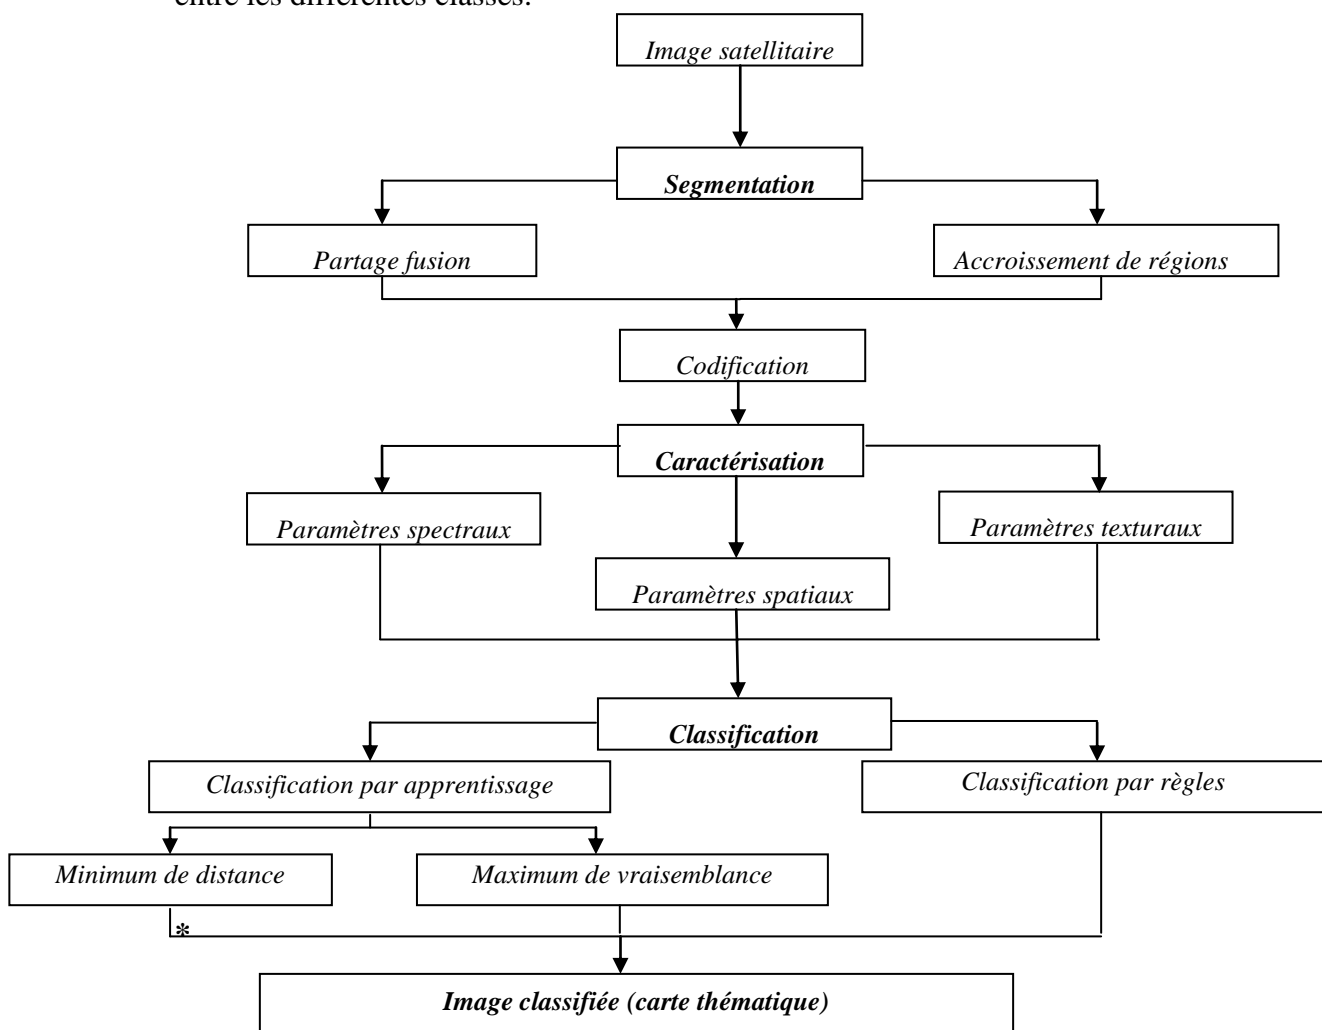 entre les différentes classes.
Image satellitaire
Segmentation
Partage fusion
Accroissement de régions
Codification
Caractérisation
Paramètres spectraux
Paramètres texturaux
Paramètres spatiaux
Classification
Classification par apprentissage
Classification par règles
Minimum de distance
Maximum de vraisemblance
*
Image classifiée (carte thématique)